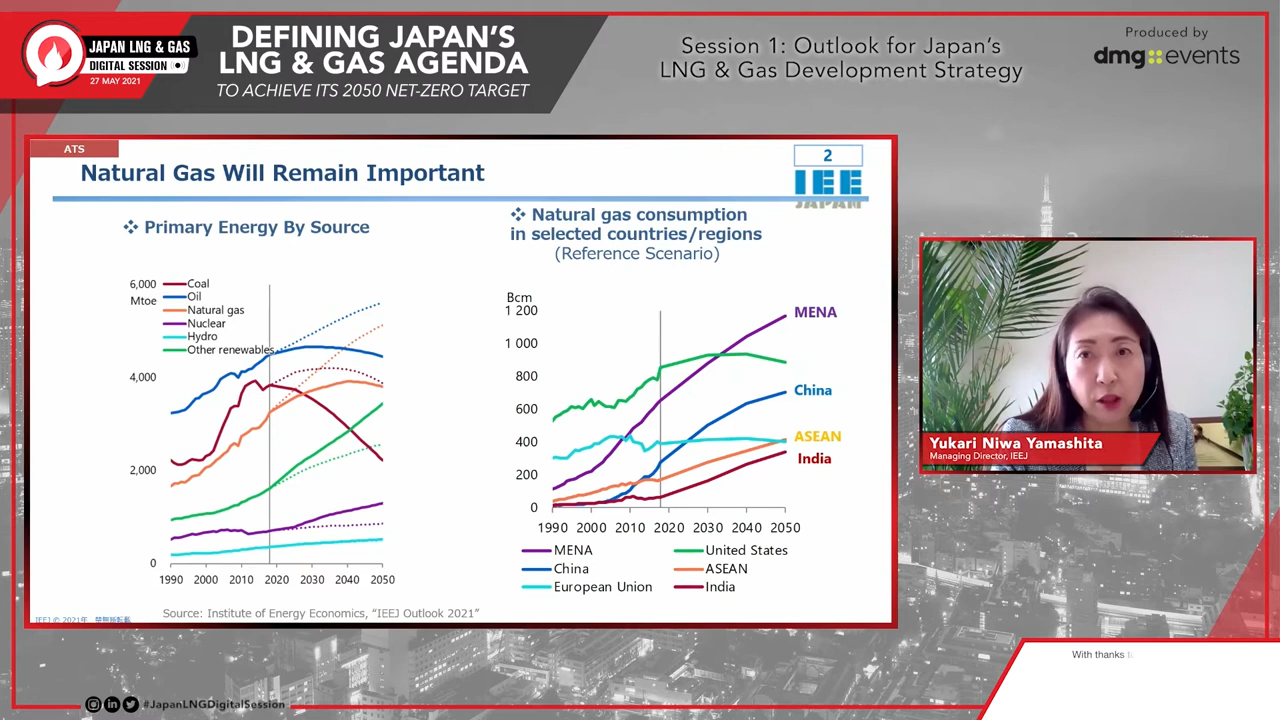 JAPAN LNG & GAS
DIGITAL SESSION
27 MAY 2021
DEFINING JAPAN'S
LNG & GAS AGENDA
TO ACHIEVE ITS 2050 NET-ZERO TARGET
Session 1: Outlook for Japan's
LNG & Gas Development Strategy
Produced by
dmg::events
ATS
Natural Gas Will Remain Important
2
IEE
JAPAN
❖ Primary Energy By Source
6,000
Mtoe
4,000
2,000
0
Coal
Oil
Natural gas
Nuclear
Hydro
Other renewables
1990 2000 2010 2020 2030 2040 2050
❖ Natural gas consumption
in selected countries/regions
(Reference Scenario)
Bcm
1 200
1 000
800
600
400
200
0
MENA
China
ASEAN
India
1990 2000 2010 2020 2030 2040 2050
MENA United States
China ASEAN
European Union India
Source: Institute of Energy Economics, "IEEJ Outlook 2021"
IEEJ © 2021年
Yukari Niwa Yamashita
Managing Director, IEEJ
With thanks
#JapanLNGDigitalSession